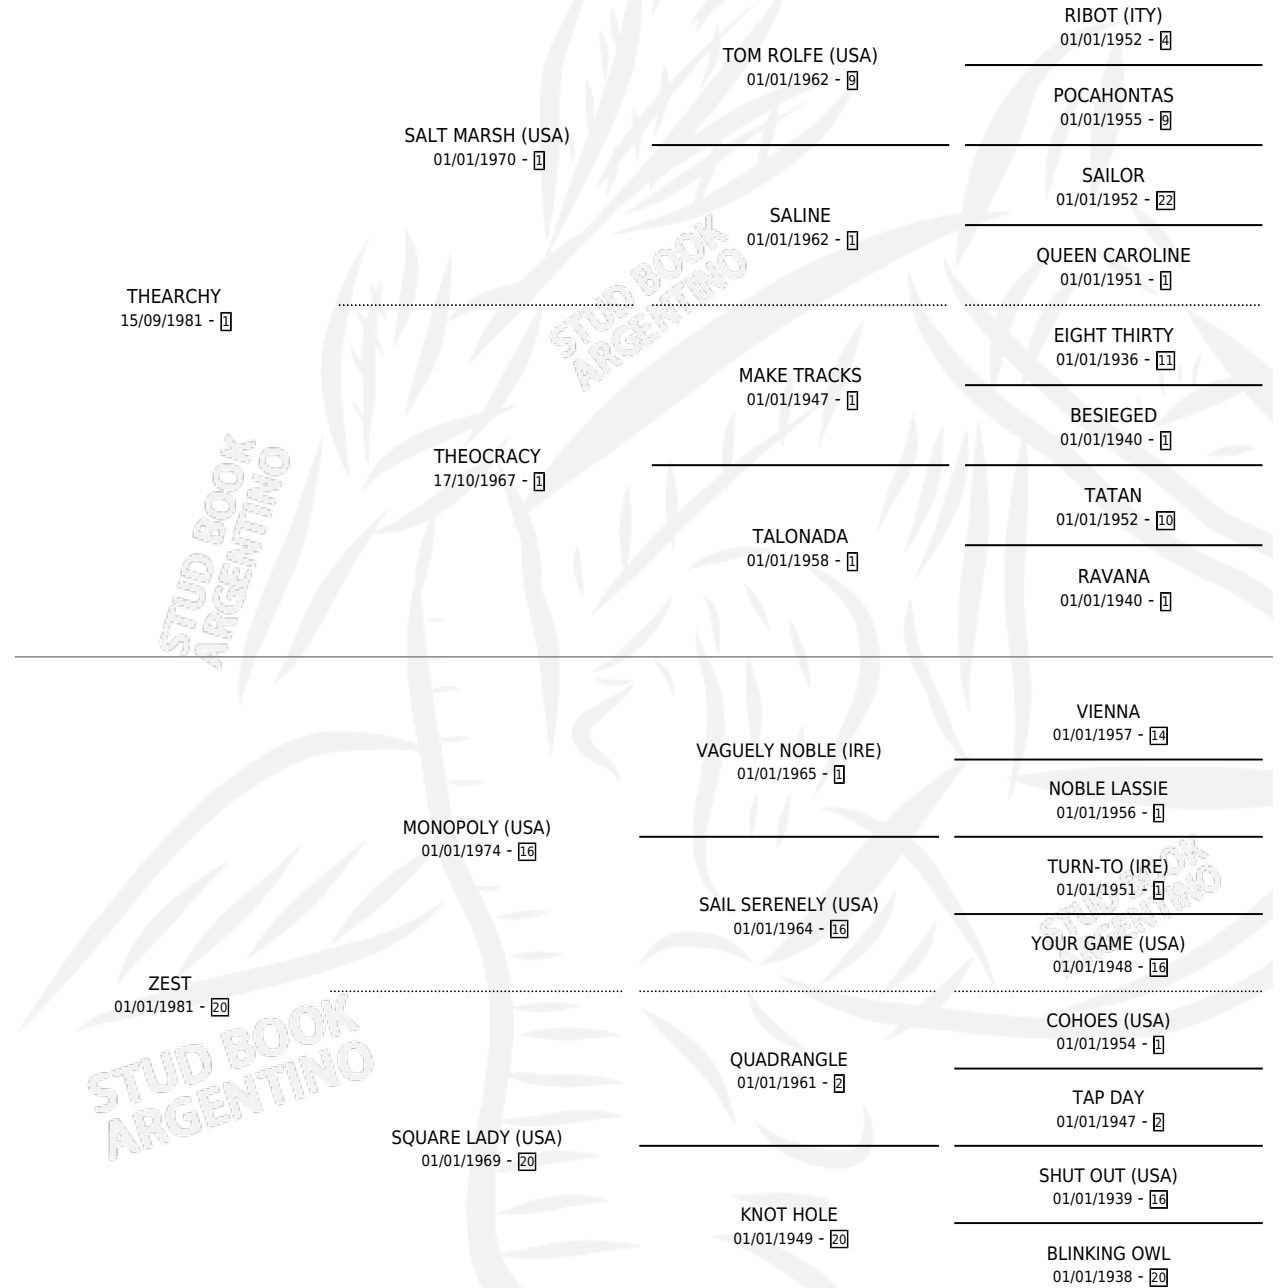 RIBOT (ITY)
01/01/1952 - 4
TOM ROLFE (USA)
01/01/1962 - 9
POCAHONTAS
01/01/1955 - 9
SALT MARSH (USA)
01/01/1970 - 1
SAILOR
01/01/1952 - 22
SALINE
01/01/1962 - 1
QUEEN CAROLINE
01/01/1951 - 1
THEARCHY
15/09/1981 - 1
STUD BOOK
ARGENTINO
EIGHT THIRTY
01/01/1936 - 11
MAKE TRACKS
01/01/1947 - 1
BESIEGED
01/01/1940 - 1
THEOCRACY
17/10/1967 - 1
TATAN
01/01/1952 - 10
TALONADA
01/01/1958 - 1
RAVANA
01/01/1940 - 1
STUD BOOK
ARGENTINO
VIENNA
01/01/1957 - 14
VAGUELY NOBLE (IRE)
01/01/1965 - 1
NOBLE LASSIE
01/01/1956 - 1
MONOPOLY (USA)
01/01/1974 - 16
TURN-TO (IRE)
01/01/1951 - 1
SAIL SERENELY (USA)
01/01/1964 - 16
STUD BOOK
ARGENTINO
YOUR GAME (USA)
01/01/1948 - 16
ZEST
01/01/1981 - 20
COHOES (USA)
01/01/1954 - 1
STUD BOOK
ARGENTINO
QUADRANGLE
01/01/1961 - 2
TAP DAY
01/01/1947 - 2
SQUARE LADY (USA)
01/01/1969 - 20
SHUT OUT (USA)
01/01/1939 - 16
KNOT HOLE
01/01/1949 - 20
BLINKING OWL
01/01/1938 - 20